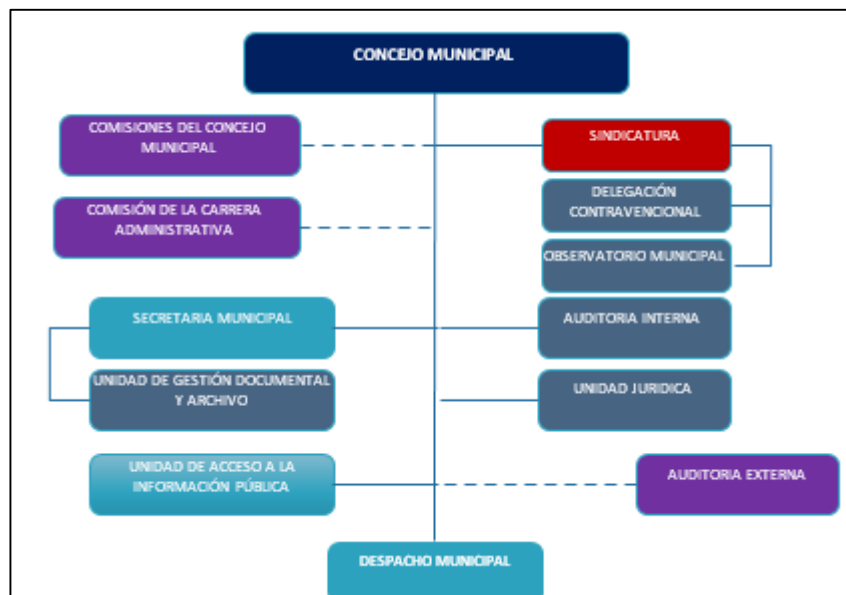 CONCEJO MUNICIPAL
COMISIONES DEL CONCEJO
MUNICIPAL
SINDICATURA
DELEGACIÓN
CONTRAVENCIONAL
COMISIÓN DE LA CARRERA
ADMINISTRATIVA
OBSERVATORIO MUNICIPAL
SECRETARIA MUNICIPAL
AUDITORIA INTERNA
UNIDAD DE GESTIÓN DOCUMENTAL
Y ARCHIVO
UNIDAD JURIDICA
UNIDAD DE ACCESO A LA
INFORMACIÓN PÚBLICA
AUDITORIA EXTERNA
DESPACHO MUNICIPAL